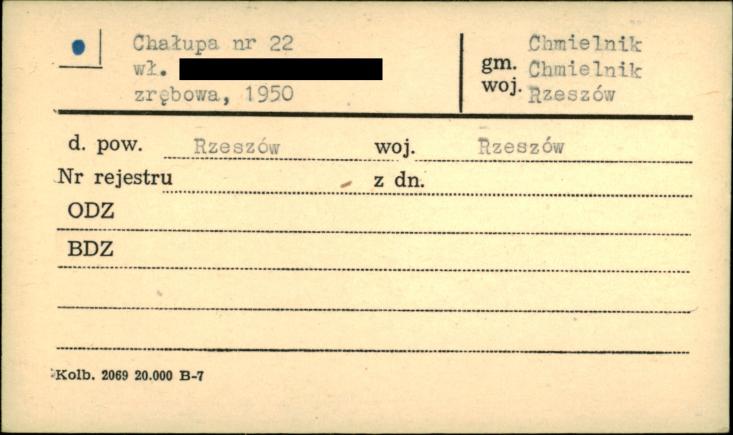 Chałupa nr 22
wł.
zrębowa, 1950
Chmielnik
gm. Chmielnik
woj. Rzeszów
d. pow. Rzeszów woj. Rzeszów
Nr rejestru z dn.
ODZ
BDZ
Kolb. 2069 20.000 B-7